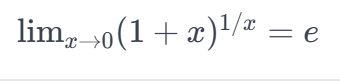 lim_{x→0}(1 + x)^{1/x} = e